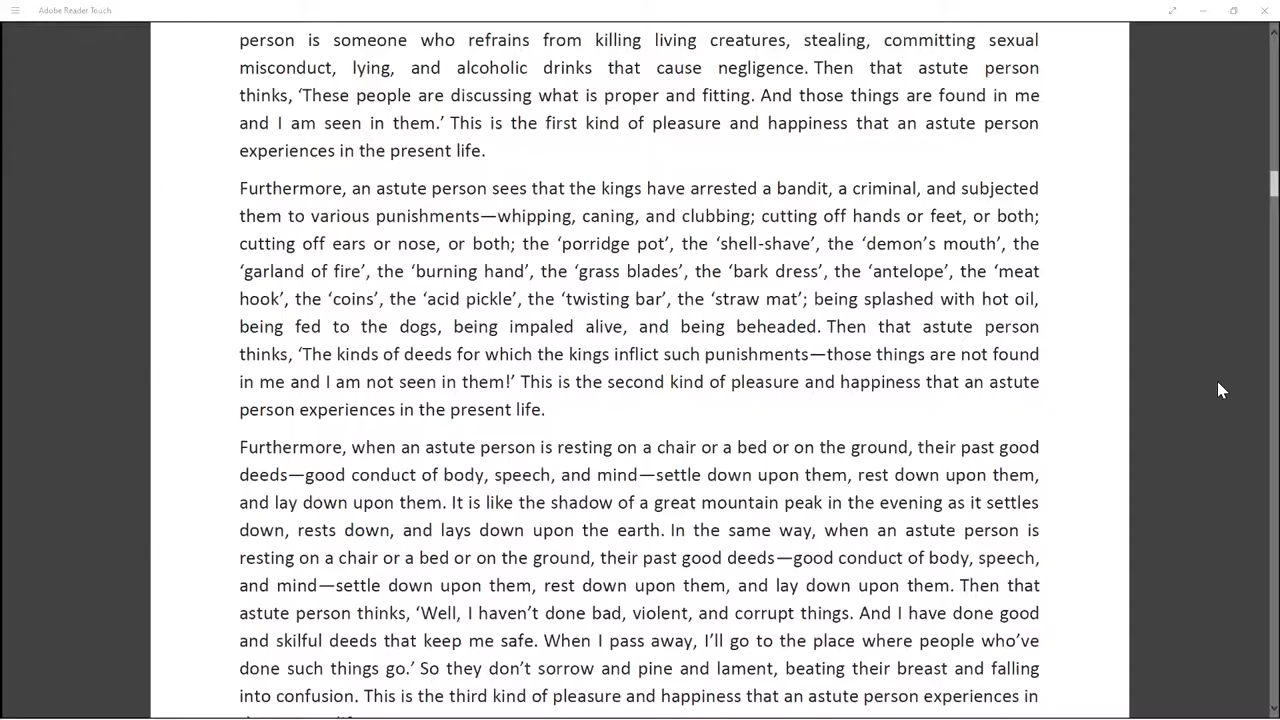 Adobe Reader Touch
person is someone who refrains from killing living creatures, stealing, committing sexual
misconduct, lying, and alcoholic drinks that cause negligence. Then that astute person
thinks, ‘These people are discussing what is proper and fitting. And those things are found in me
and I am seen in them.’ This is the first kind of pleasure and happiness that an astute person
experiences in the present life.
Furthermore, an astute person sees that the kings have arrested a bandit, a criminal, and subjected
them to various punishments—whipping, caning, and clubbing; cutting off hands or feet, or both;
cutting off ears or nose, or both; the ‘porridge pot’, the ‘shell-shave’, the ‘demon’s mouth’, the
‘garland of fire’, the ‘burning hand’, the ‘grass blades’, the ‘bark dress’, the ‘antelope’, the ‘meat
hook’, the ‘coins’, the ‘acid pickle’, the ‘twisting bar’, the ‘straw mat’; being splashed with hot oil,
being fed to the dogs, being impaled alive, and being beheaded. Then that astute person
thinks, ‘The kinds of deeds for which the kings inflict such punishments—those things are not found
in me and I am not seen in them!’ This is the second kind of pleasure and happiness that an astute
person experiences in the present life.
Furthermore, when an astute person is resting on a chair or a bed or on the ground, their past good
deeds—good conduct of body, speech, and mind—settle down upon them, rest down upon them,
and lay down upon them. It is like the shadow of a great mountain peak in the evening as it settles
down, rests down, and lays down upon the earth. In the same way, when an astute person is
resting on a chair or a bed or on the ground, their past good deeds—good conduct of body, speech,
and mind—settle down upon them, rest down upon them, and lay down upon them. Then that
astute person thinks, ‘Well, I haven’t done bad, violent, and corrupt things. And I have done good
and skilful deeds that keep me safe. When I pass away, I’ll go to the place where people who’ve
done such things go.’ So they don’t sorrow and pine and lament, beating their breast and falling
into confusion. This is the third kind of pleasure and happiness that an astute person experiences in